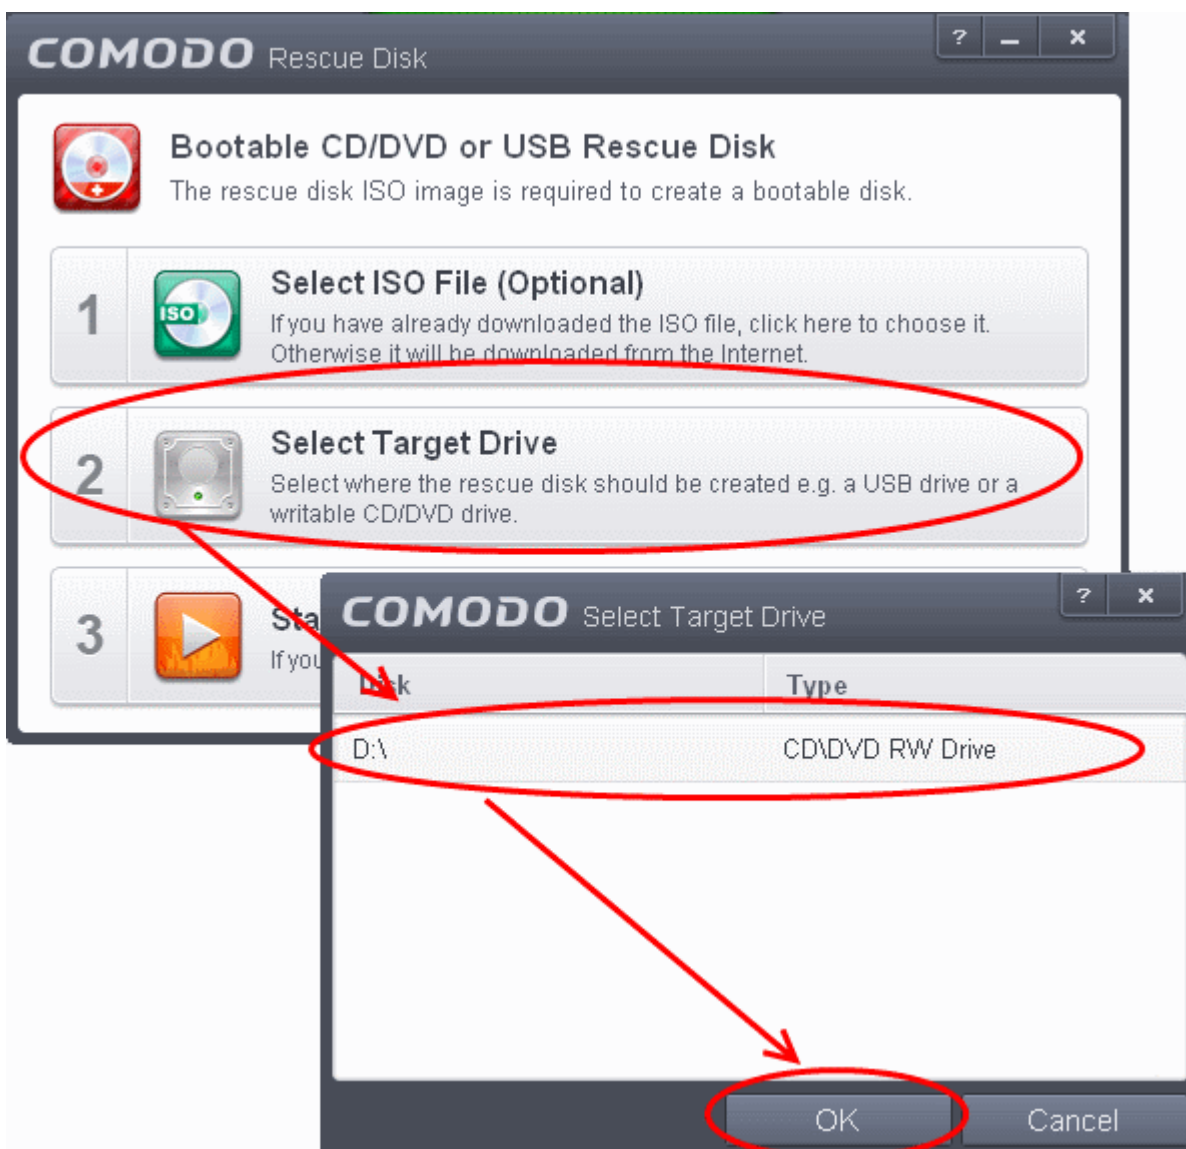 COMODO Rescue Disk
? _ x
Bootable CD/DVD or USB Rescue Disk
The rescue disk ISO image is required to create a bootable disk.
1
ISO
Select ISO File (Optional)
If you have already downloaded the ISO file, click here to choose it.
Otherwise it will be downloaded from the Internet.
2
Select Target Drive
Select where the rescue disk should be created e.g. a USB drive or a
writable CD/DVD drive.
3
Sta
If you
COMODO Select Target Drive
? x
Disk Type
D:\ CD\DVD RW Drive
OK Cancel